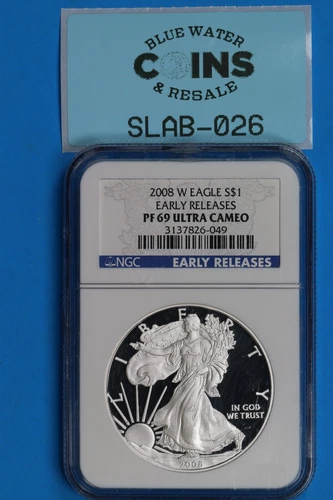 BLUE WATER
COINS
& RESALE
SLAB-026
2008 W EAGLE S$1
EARLY RELEASES
PF 69 ULTRA CAMEO
3137826-049
NGC
EARLY RELEASES
LIBERTY
IN GOD
WE TRUST
2008